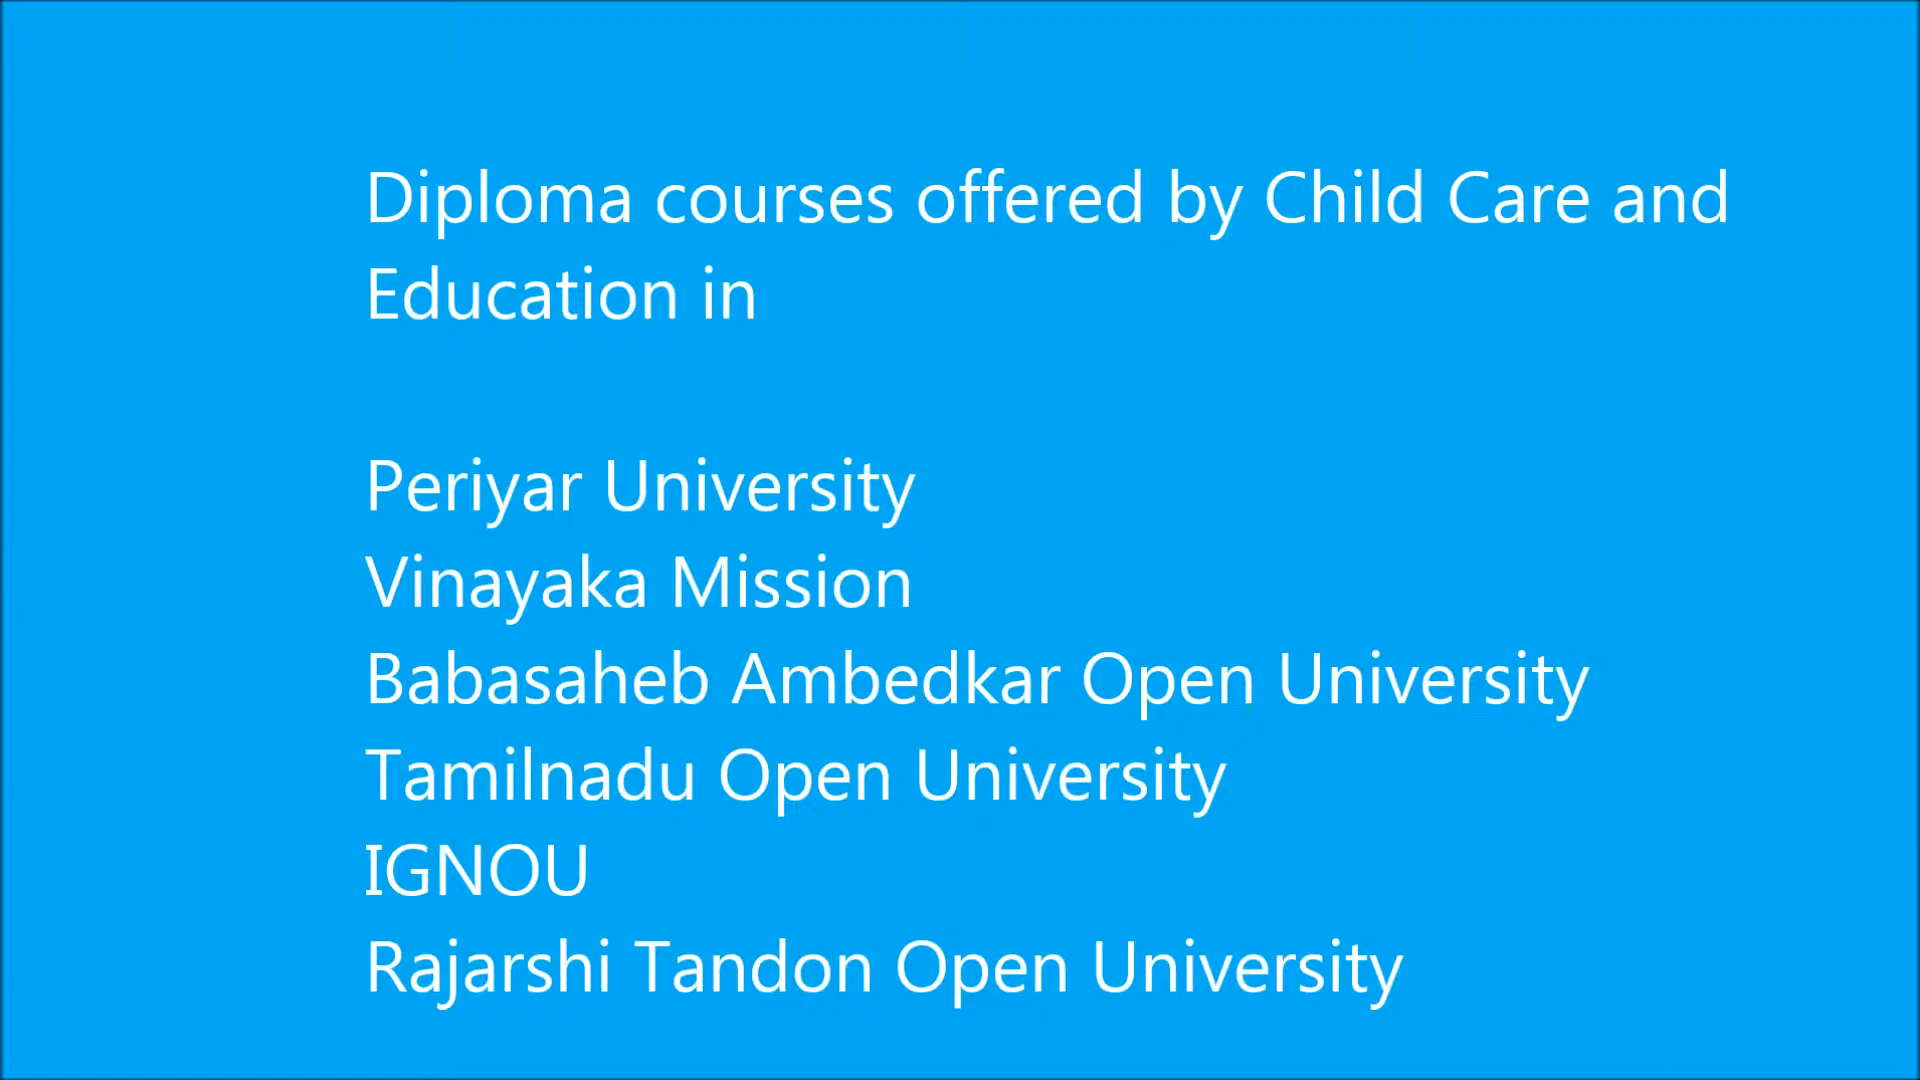 Diploma courses offered by Child Care and
Education in
Periyar University
Vinayaka Mission
Babasaheb Ambedkar Open University
Tamilnadu Open University
IGNOU
Rajarshi Tandon Open University